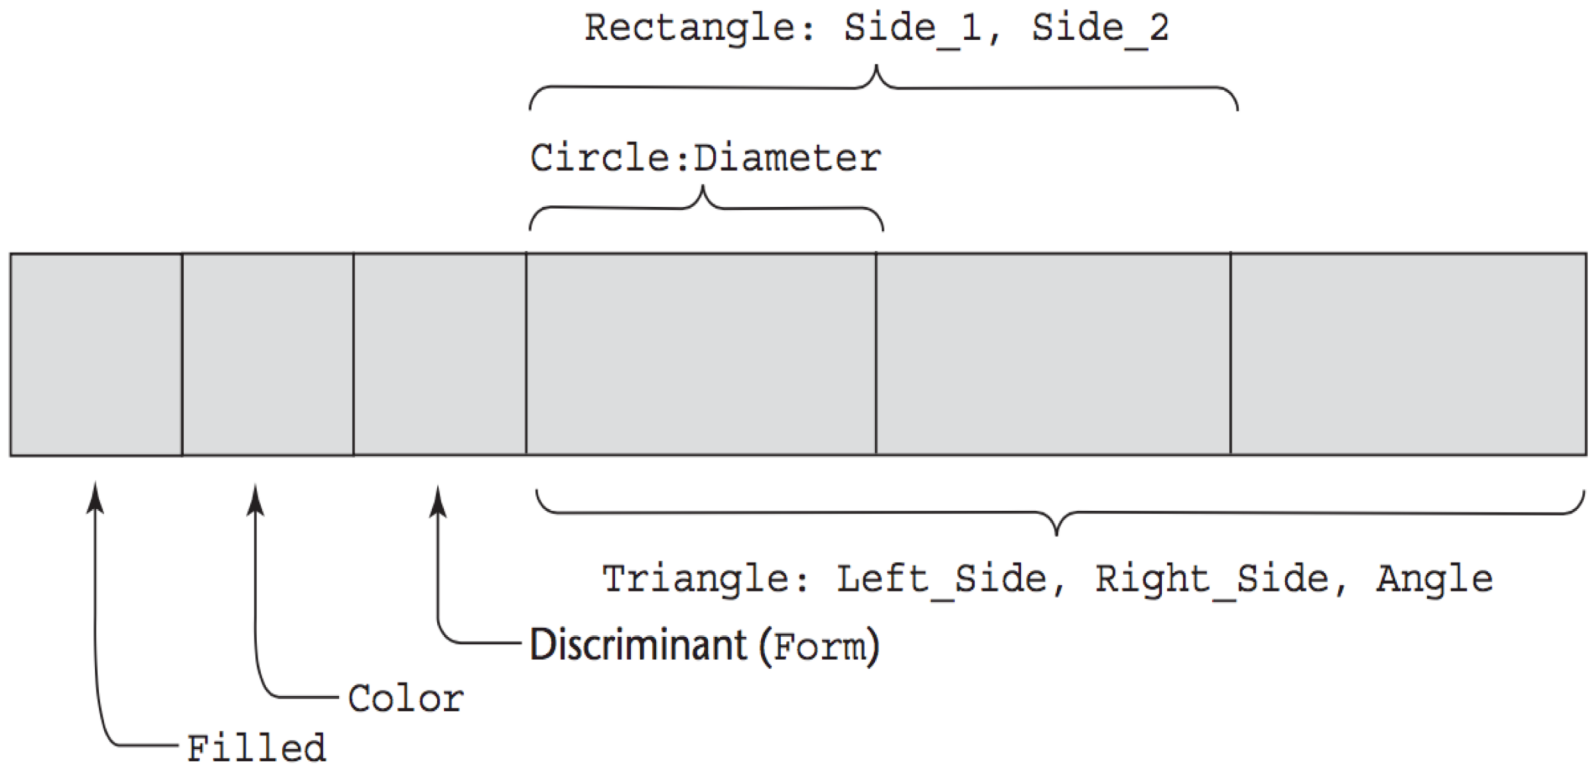 Rectangle: Side_1, Side_2
Circle:Diameter
Triangle: Left_Side, Right_Side, Angle
Discriminant (Form)
Color
Filled